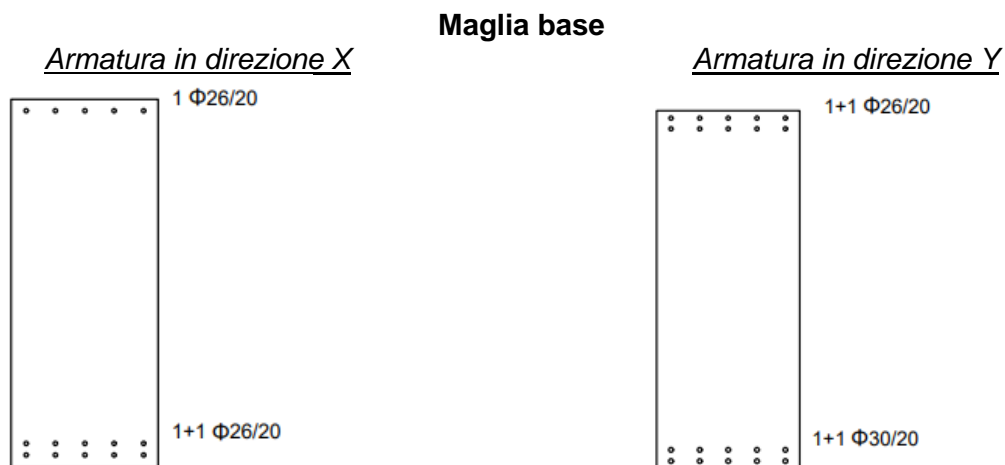 Maglia base
Armatura in direzione X
Armatura in direzione Y
1 Φ26/20
1+1 Φ26/20
1+1 Φ26/20
1+1 Φ30/20